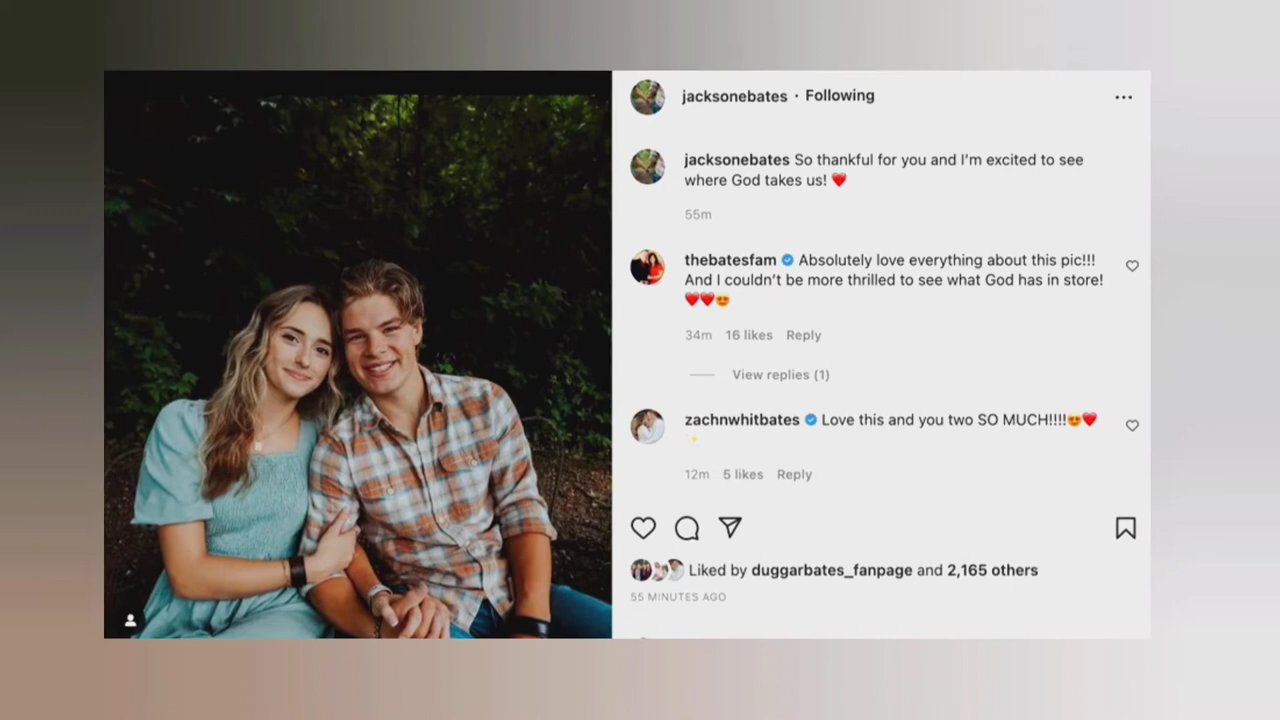 jacksonebates · Following
jacksonebates So thankful for you and I'm excited to see
where God takes us! ❤️
55m
thebatesfam Absolutely love everything about this pic!!!
And I couldn't be more thrilled to see what God has in store!
❤️❤️😍
34m 16 likes Reply
View replies (1)
zachnwhitbates Love this and you two SO MUCH!!!!😍❤️
✨
12m 5 likes Reply
Liked by duggarbates_fanpage and 2,165 others
55 MINUTES AGO